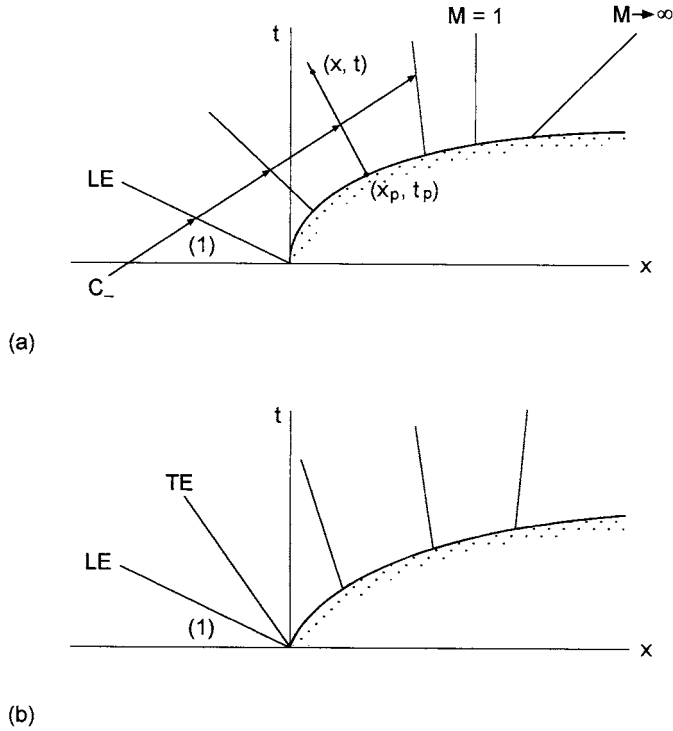 t
M = 1
M→∞
(x, t)
LE
(x_p, t_p)
(1)
x
C_−
(a)
t
TE
LE
(1)
x
(b)